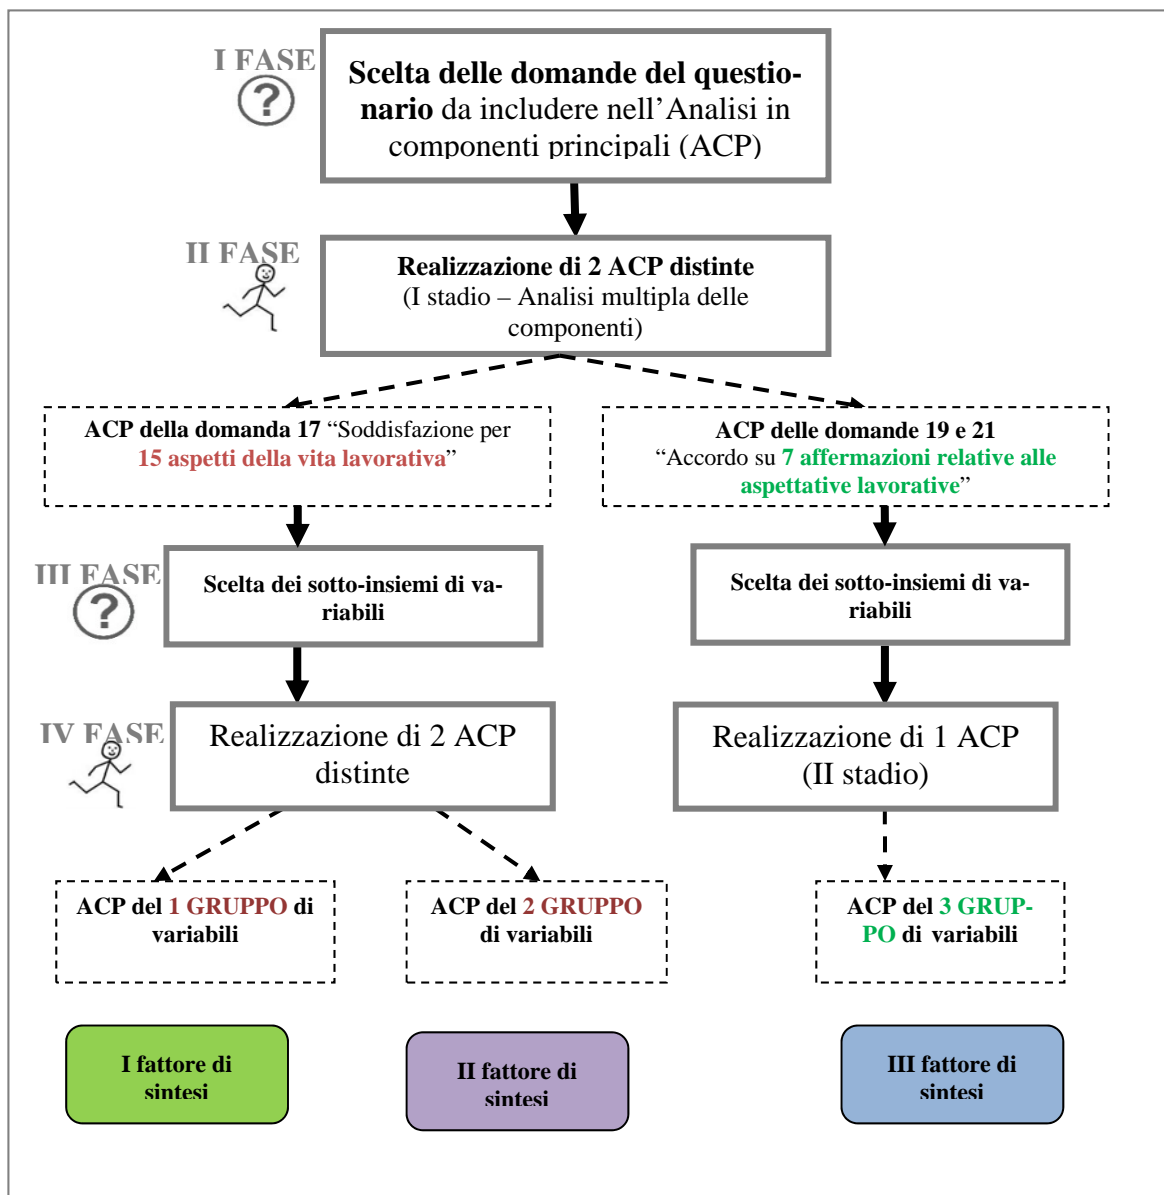 I FASE
Scelta delle domande del questio-
nario da includere nell’Analisi in
componenti principali (ACP)
II FASE
Realizzazione di 2 ACP distinte
(I stadio – Analisi multipla delle
componenti)
ACP della domanda 17 “Soddisfazione per
15 aspetti della vita lavorativa”
ACP delle domande 19 e 21
“Accordo su 7 affermazioni relative alle
aspettative lavorative”
III FASE
Scelta dei sotto-insiemi di va-
riabili
Scelta dei sotto-insiemi di va-
riabili
IV FASE
Realizzazione di 2 ACP
distinte
Realizzazione di 1 ACP
(II stadio)
ACP del 1 GRUPPO di
variabili
ACP del 2 GRUPPO
di variabili
ACP del 3 GRUP-
PO di variabili
I fattore di
sintesi
II fattore di
sintesi
III fattore di
sintesi